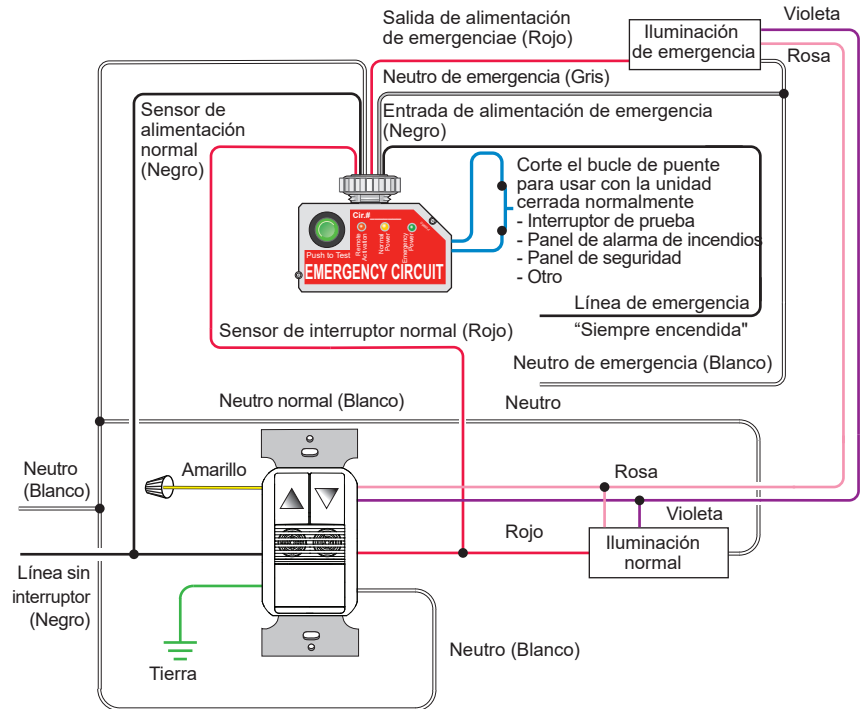 Salida de alimentación
de emergenciae (Rojo)
Violeta
Iluminación
de emergencia
Rosa
Neutro de emergencia (Gris)
Sensor de
alimentación
normal
(Negro)
Entrada de alimentación de emergencia
(Negro)
Corte el bucle de puente
para usar con la unidad
cerrada normalmente
- Interruptor de prueba
- Panel de alarma de incendios
- Panel de seguridad
- Otro
Cir.#______
Push to Test
Remote
Activation
Normal
Power
Emergency
Power
EMERGENCY CIRCUIT
Línea de emergencia
“Siempre encendida"
Sensor de interruptor normal (Rojo)
Neutro de emergencia (Blanco)
Neutro normal (Blanco)
Neutro
Neutro
(Blanco)
Amarillo
Rosa
Violeta
Rojo
Iluminación
normal
Línea sin
interruptor
(Negro)
Neutro (Blanco)
Tierra